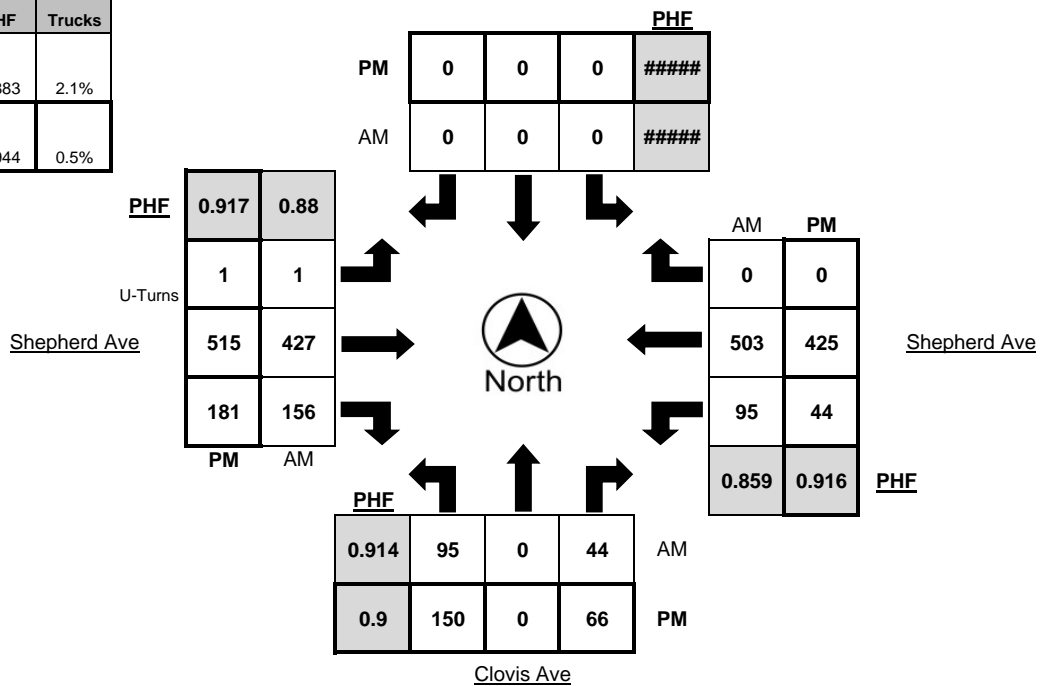 Trucks
2.1%
0.5%
PHF
PM 0 0 0 #####
AM 0 0 0 #####
PHF 0.917 0.88
AM PM
U-Turns 1 1
0 0
Shepherd Ave 515 427
503 425 Shepherd Ave
North
181 156
95 44
PM AM
0.859 0.916 PHF
PHF
0.914 95 0 44 AM
0.9 150 0 66 PM
Clovis Ave